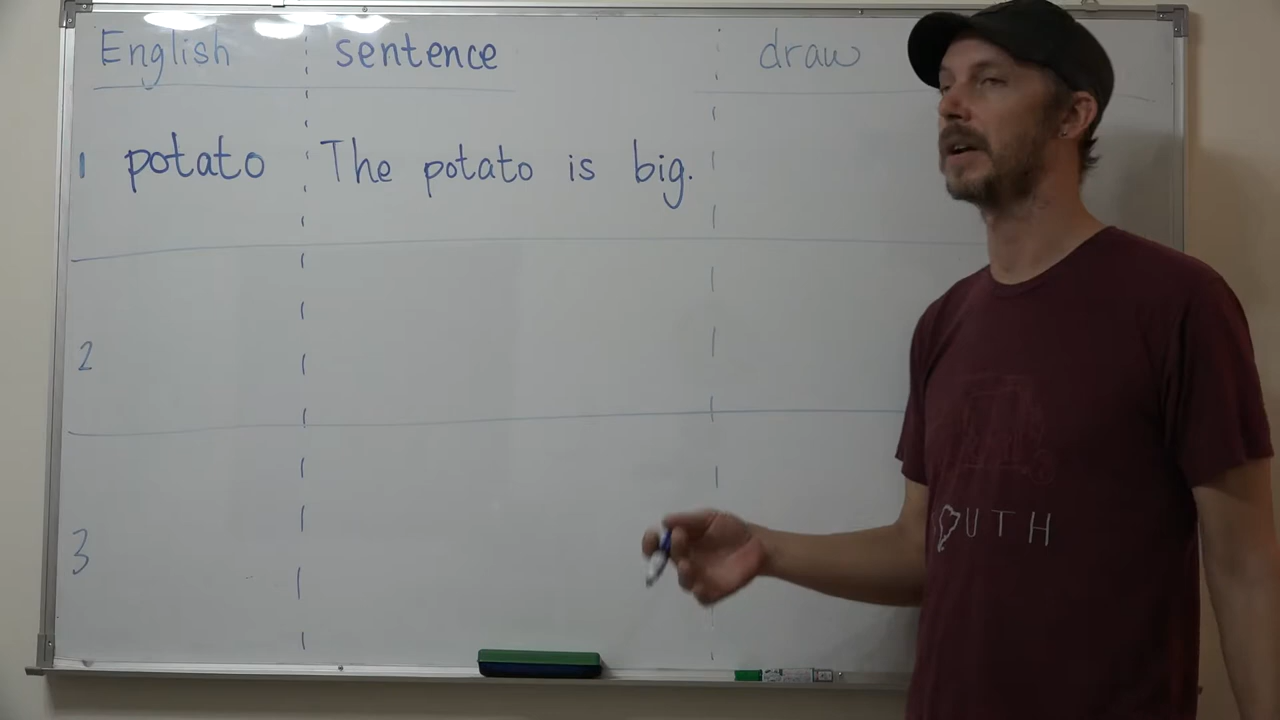 English sentence draw
1 potato The potato is big.
2
3
SOUTH